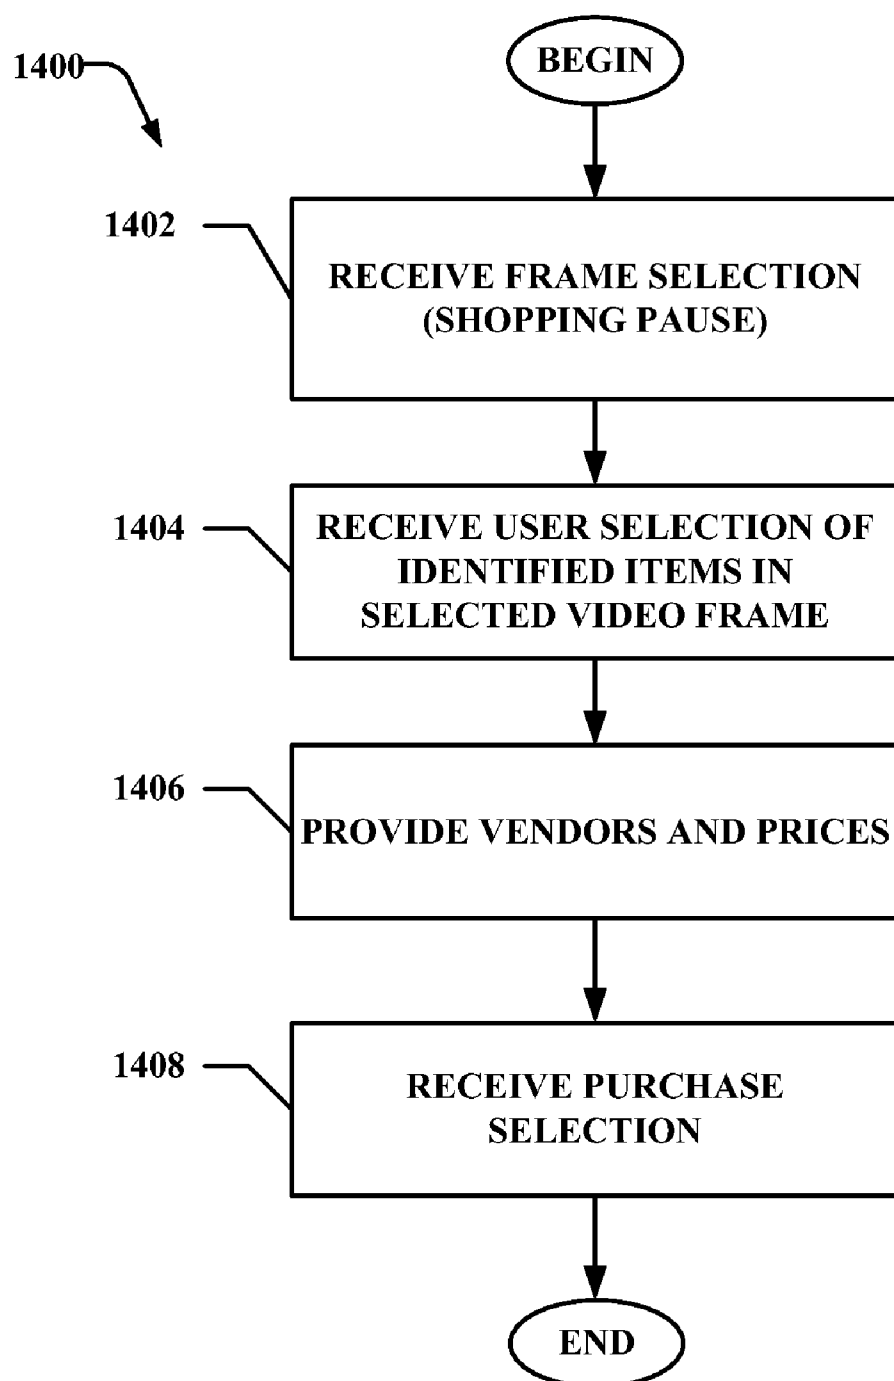 1400
BEGIN
1402
RECEIVE FRAME SELECTION
(SHOPPING PAUSE)
1404
RECEIVE USER SELECTION OF
IDENTIFIED ITEMS IN
SELECTED VIDEO FRAME
1406
PROVIDE VENDORS AND PRICES
1408
RECEIVE PURCHASE
SELECTION
END